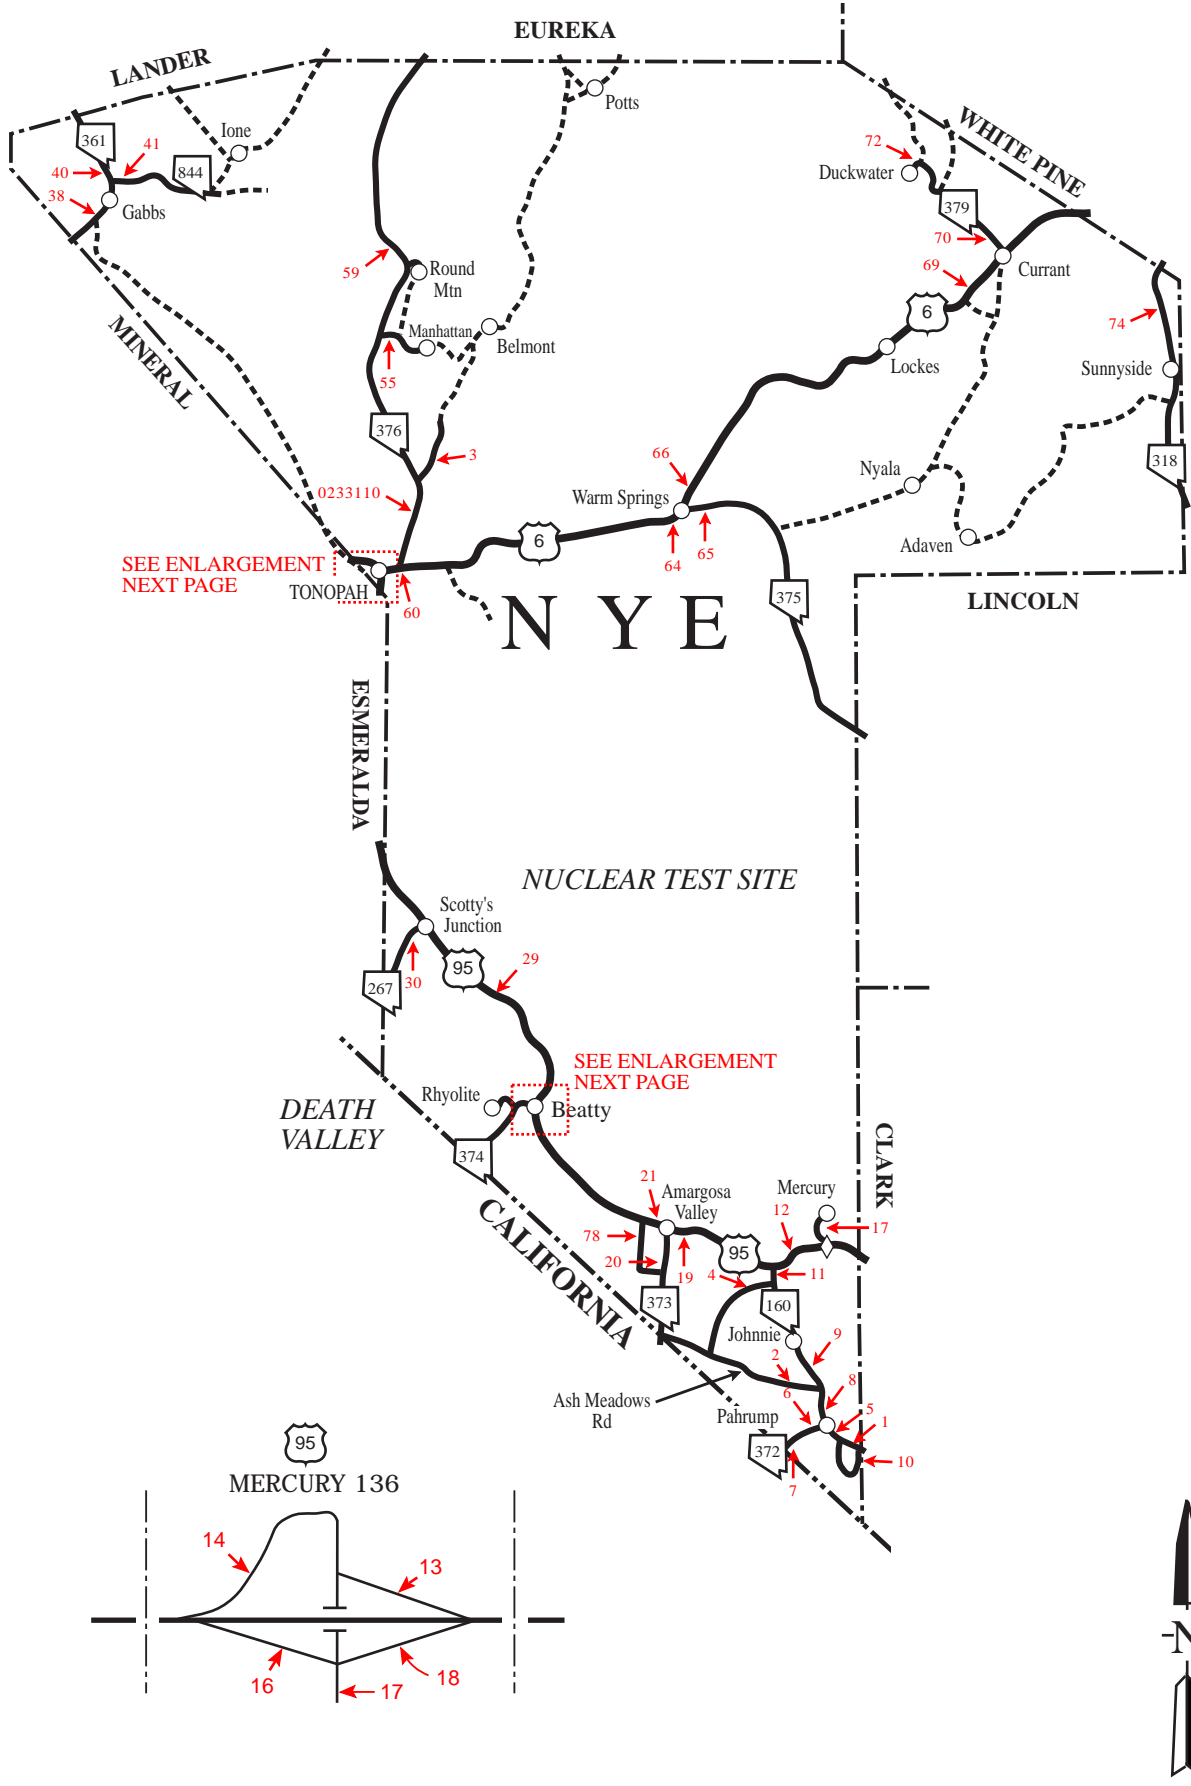 EUREKA
LANDER
Potts
WHITE PINE
361
41
Ione
72
40
844
Duckwater
38
Gabbs
379
70
59
Round
Mtn
69
Currant
6
74
MINERAL
Manhattan
Belmont
Lockes
Sunnyside
55
376
3
66
318
Nyala
0233110
Warm Springs
6
64
65
Adaven
SEE ENLARGEMENT
NEXT PAGE
TONOPAH
60
375
LINCOLN
NYE
ESMERALDA
NUCLEAR TEST SITE
Scotty's
Junction
29
95
30
267
SEE ENLARGEMENT
NEXT PAGE
Rhyolite
Beatty
DEATH
VALLEY
CLARK
374
21
Amargosa
Valley
Mercury
CALIFORNIA
12
17
78
95
20
19
4
11
373
160
Johnnie
9
2
8
Ash Meadows
Rd
6
Pahrump
5
1
372
10
7
95
MERCURY 136
14
13
16
18
17
N